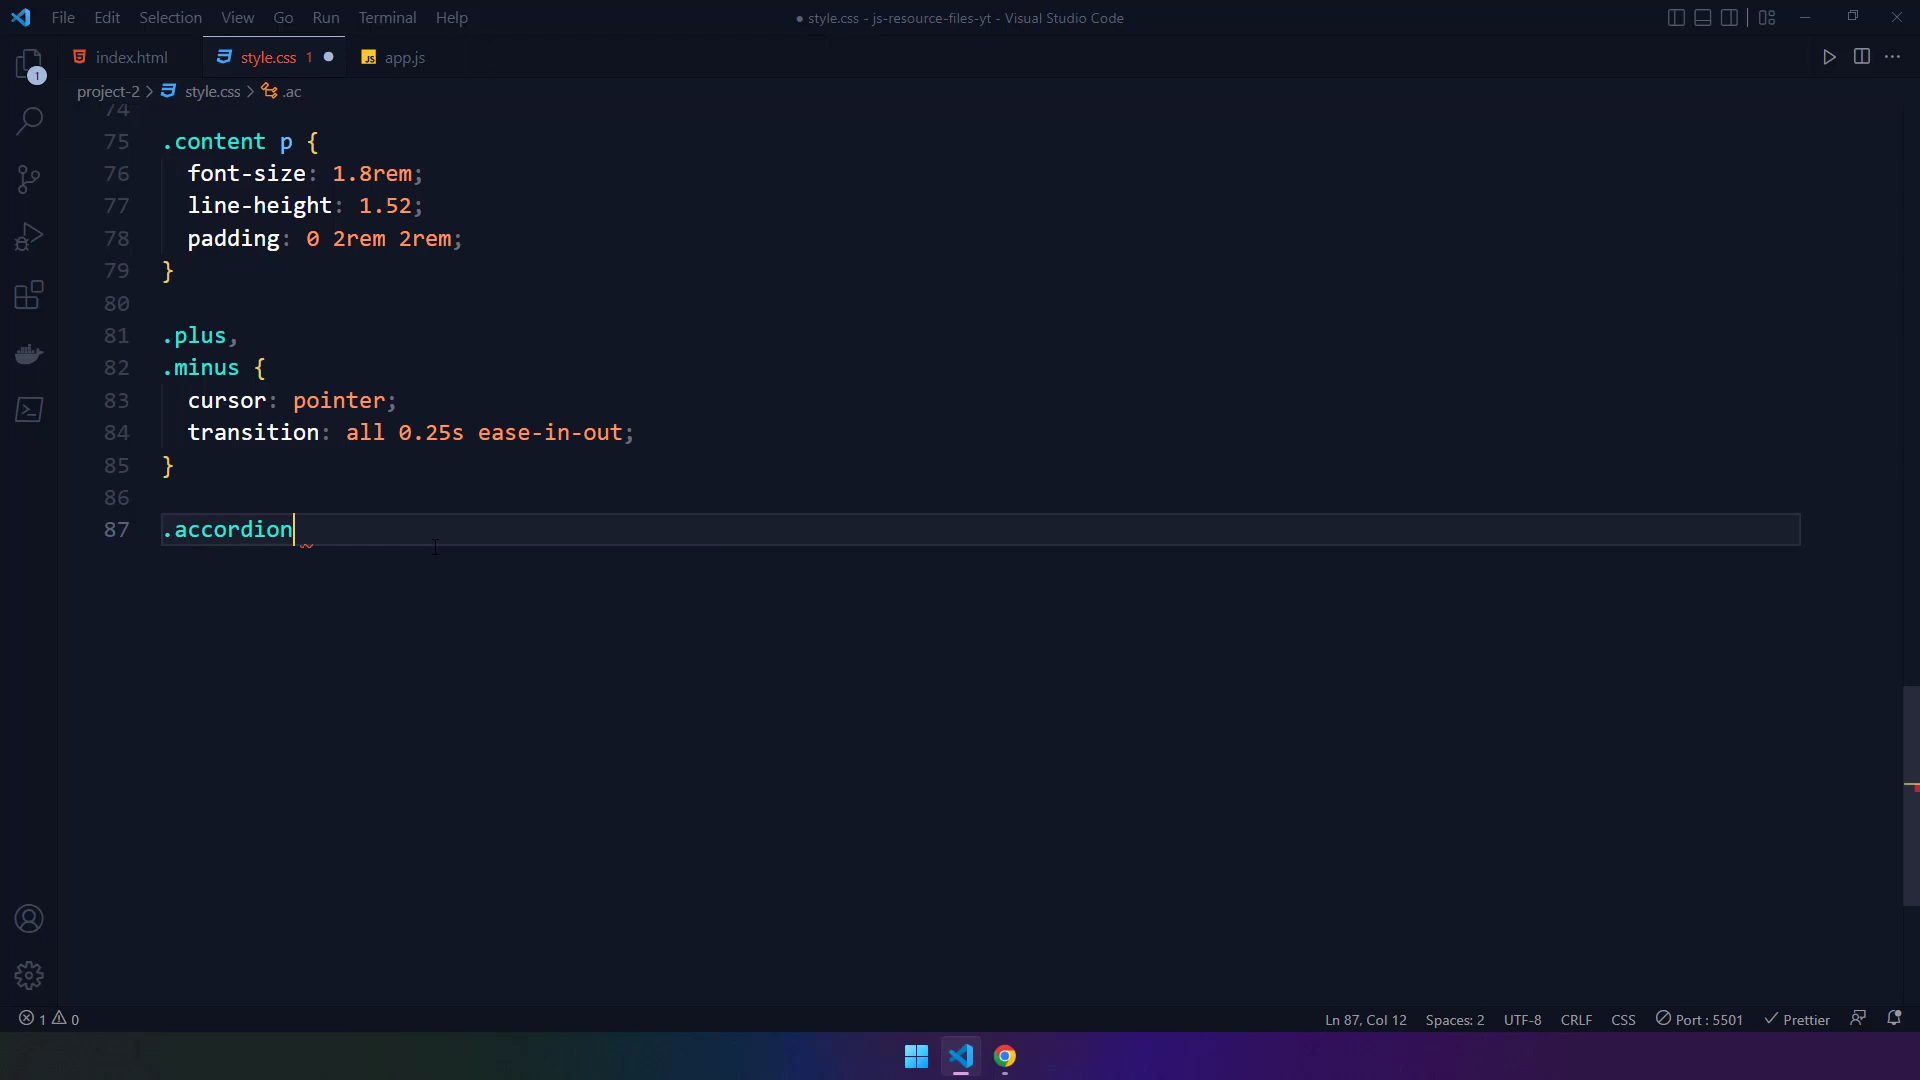 File Edit Selection View Go Run Terminal Help
● style.css - js-resource-files-yt - Visual Studio Code
index.html
style.css 1
JS app.js
1
project-2 > style.css > .ac
74
75 .content p {
76 font-size: 1.8rem;
77 line-height: 1.52;
78 padding: 0 2rem 2rem;
79 }
80
81 .plus,
82 .minus {
83 cursor: pointer;
84 transition: all 0.25s ease-in-out;
85 }
86
87 .accordion
1 0
Ln 87, Col 12 Spaces: 2 UTF-8 CRLF CSS Port : 5501 Prettier